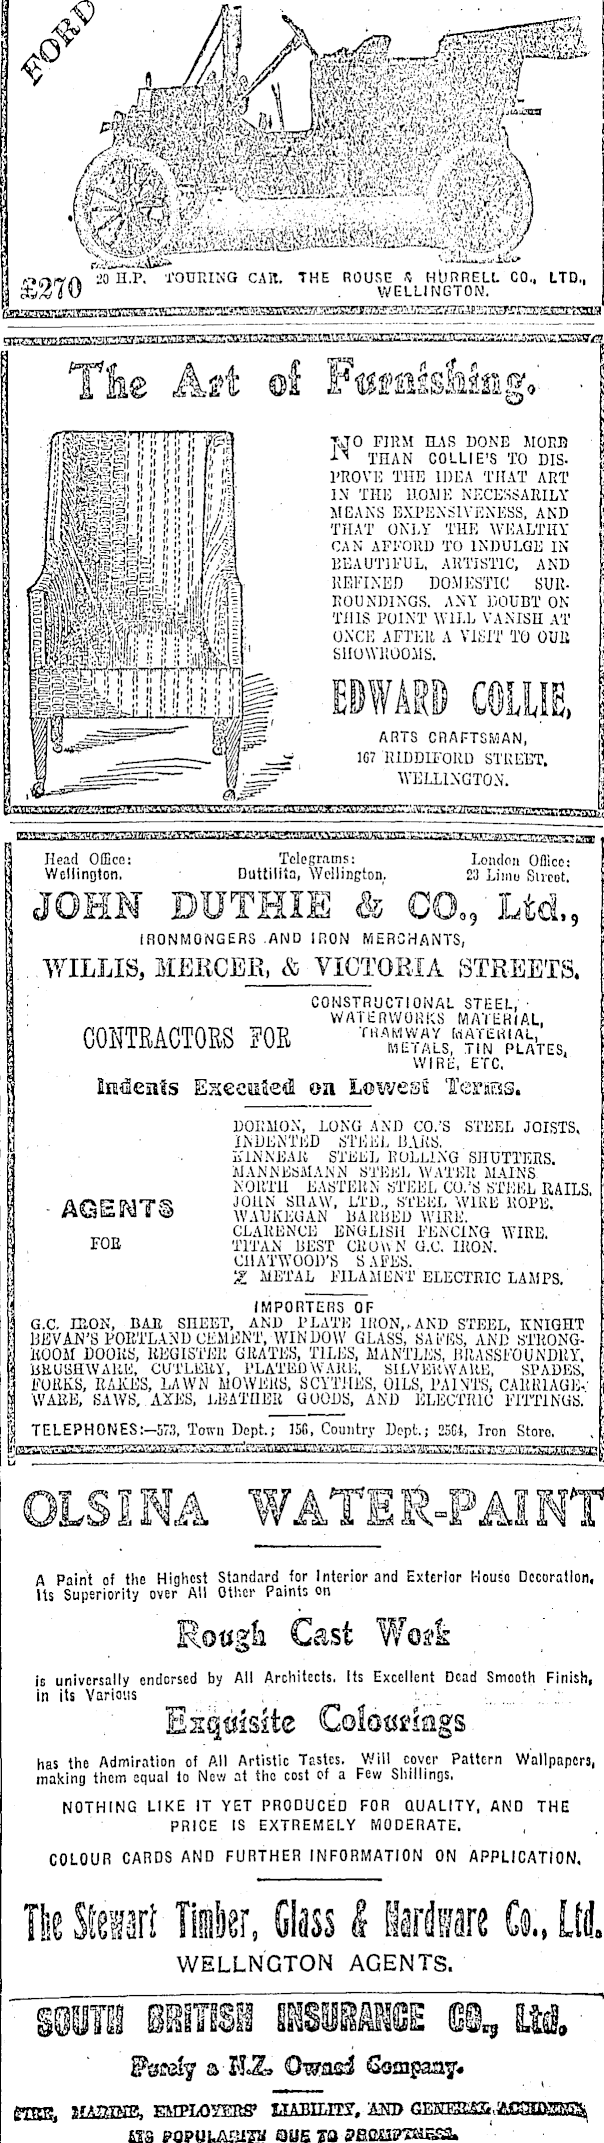 FORD
£270 20 H.P. TOURING CAR. THE ROUSE & HURRELL CO., LTD.,
WELLINGTON.
The Art of Furnishing.
NO FIRM HAS DONE MORE
THAN COLLIE'S TO DIS-
PROVE THE IDEA THAT ART
IN THE HOME NECESSARILY
MEANS EXPENSIVENESS, AND
THAT ONLY THE WEALTHY
CAN AFFORD TO INDULGE IN
BEAUTIFUL, ARTISTIC, AND
REFINED DOMESTIC SUR-
ROUNDINGS. ANY DOUBT ON
THIS POINT WILL VANISH AT
ONCE AFTER A VISIT TO OUR
SHOWROOMS.
EDWARD COLLIE,
ARTS CRAFTSMAN,
167 RIDDIFORD STREET,
WELLINGTON.
Head Office: Telegrams: London Office:
Wellington. Duttilita, Wellington. 23 Lime Street.
JOHN DUTHIE & CO., Ltd.,
IRONMONGERS AND IRON MERCHANTS,
WILLIS, MERCER, & VICTORIA STREETS.
CONTRACTORS FOR
CONSTRUCTIONAL STEEL,
WATERWORKS MATERIAL,
TRAMWAY MATERIAL,
METALS, TIN PLATES,
WIRE, ETC.
Indents Executed on Lowest Terms.
AGENTS
FOR
DORMON, LONG AND CO.'S STEEL JOISTS.
INDENTED STEEL BARS.
KINNEAR STEEL ROLLING SHUTTERS.
MANNESMANN STEEL WATER MAINS
NORTH EASTERN STEEL CO.'S STEEL RAILS.
JOHN SHAW, LTD., STEEL WIRE ROPE.
WAUKEGAN BARBED WIRE.
CLARENCE ENGLISH FENCING WIRE.
TITAN BEST CROWN G.C. IRON.
CHATWOOD'S SAFES.
Z METAL FILAMENT ELECTRIC LAMPS.
IMPORTERS OF
G.C. IRON, BAR SHEET, AND PLATE IRON, AND STEEL, KNIGHT
BEVAN'S PORTLAND CEMENT, WINDOW GLASS, SAFES, AND STRONG-
ROOM DOORS, REGISTER GRATES, TILES, MANTLES, BRASSFOUNDRY,
BRUSHWARE, CUTLERY, PLATEDWARE, SILVERWARE, SPADES,
FORKS, RAKES, LAWN MOWERS, SCYTHES, OILS, PAINTS, CARRIAGE-
WARE, SAWS, AXES, LEATHER GOODS, AND ELECTRIC FITTINGS.
TELEPHONES:—573, Town Dept.; 156, Country Dept.; 2564, Iron Store.
OLSINA WATER-PAINT
A Paint of the Highest Standard for Interior and Exterior House Decoration,
Its Superiority over All Other Paints on
Rough Cast Work
is universally endorsed by All Architects. Its Excellent Dead Smooth Finish,
in its Various
Exquisite Colourings
has the Admiration of All Artistic Tastes. Will cover Pattern Wallpapers,
making them equal to New at the cost of a Few Shillings.
NOTHING LIKE IT YET PRODUCED FOR QUALITY, AND THE
PRICE IS EXTREMELY MODERATE.
COLOUR CARDS AND FURTHER INFORMATION ON APPLICATION.
The Stewart Timber, Glass & Hardware Co., Ltd.
WELLNGTON AGENTS.
SOUTH BRITISH INSURANCE CO., Ltd.
Purely a N.Z. Owned Company.
FIRE, MARINE, EMPLOYERS' LIABILITY, AND GENERAL ACCIDENTS
ITS POPULARITY DUE TO PROMPTNESS.